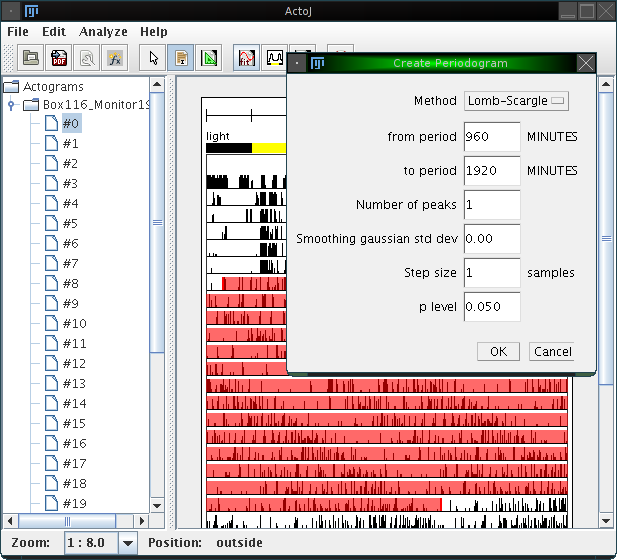 ActoJ
File Edit Analyze Help
PDF
fx
Actograms
Box116_Monitor19
#0
#1
#2
#3
#4
#5
#6
#7
#8
#9
#10
#11
#12
#13
#14
#15
#16
#17
#18
#19
light
Create Periodogram
Method Lomb-Scargle
from period 960 MINUTES
to period 1920 MINUTES
Number of peaks 1
Smoothing gaussian std dev 0.00
Step size 1 samples
p level 0.050
OK Cancel
Zoom: 1 : 8.0 Position: outside